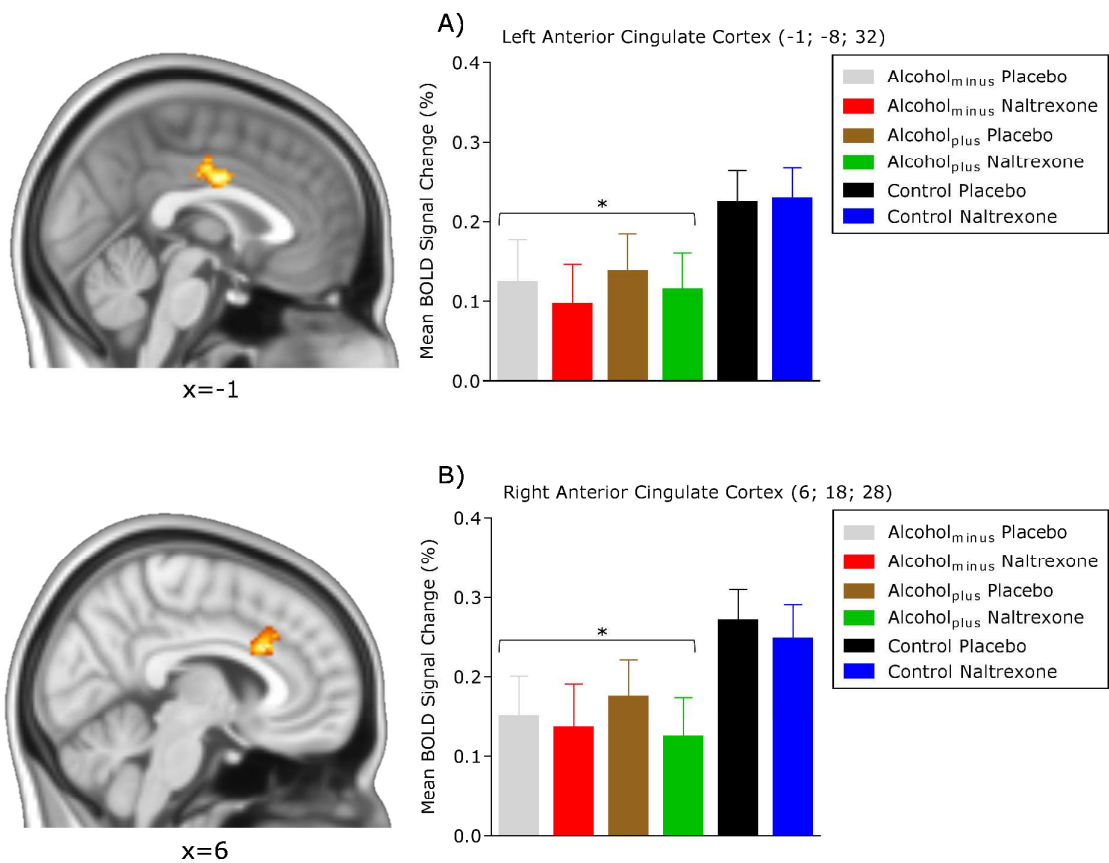 A)
Left Anterior Cingulate Cortex (-1; -8; 32)
Mean BOLD Signal Change (%)
0.4
0.3
0.2
0.1
0.0
*
Alcoholminus Placebo
Alcoholminus Naltrexone
Alcoholplus Placebo
Alcoholplus Naltrexone
Control Placebo
Control Naltrexone
x=-1
B)
Right Anterior Cingulate Cortex (6; 18; 28)
Mean BOLD Signal Change (%)
0.4
0.3
0.2
0.1
0.0
*
Alcoholminus Placebo
Alcoholminus Naltrexone
Alcoholplus Placebo
Alcoholplus Naltrexone
Control Placebo
Control Naltrexone
x=6